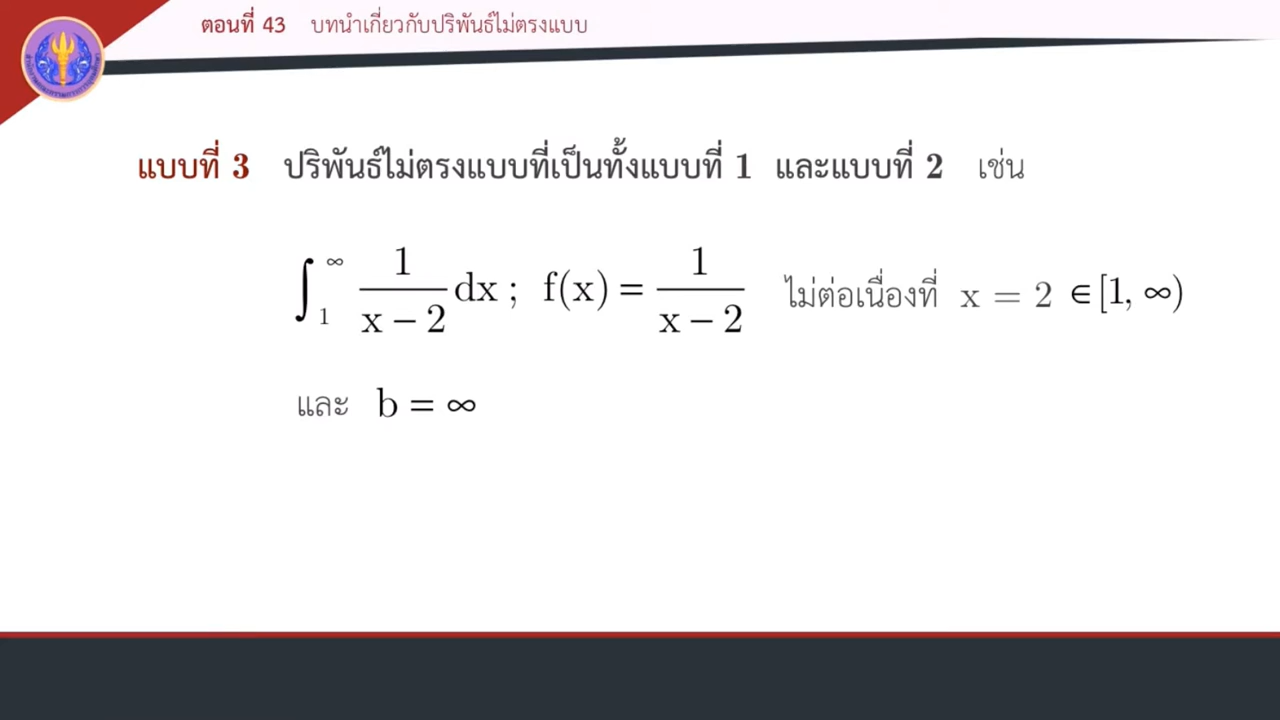 ตอนที่ 43 บทนำเกี่ยวกับปริพันธ์ไม่ตรงแบบ
แบบที่ 3 ปริพันธ์ไม่ตรงแบบที่เป็นทั้งแบบที่ 1 และแบบที่ 2 เช่น
∫₁^∞ 1/(x − 2) dx ; f(x) = 1/(x − 2) ไม่ต่อเนื่องที่ x = 2 ∈ [1, ∞)
และ b = ∞